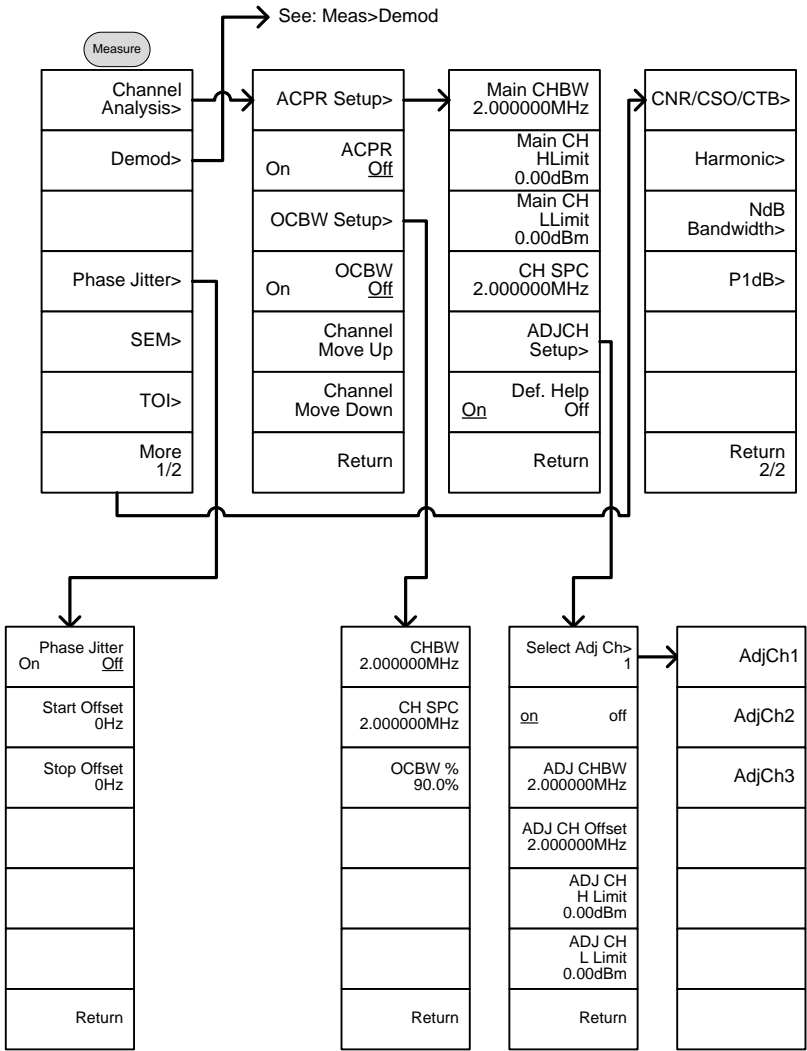 See: Meas>Demod
Measure
Channel
Analysis>
Demod>
Phase Jitter>
SEM>
TOI>
More
1/2
ACPR Setup>
ACPR
On Off
OCBW Setup>
OCBW
On Off
Channel
Move Up
Channel
Move Down
Return
Main CHBW
2.000000MHz
Main CH
HLimit
0.00dBm
Main CH
LLimit
0.00dBm
CH SPC
2.000000MHz
ADJCH
Setup>
Def. Help
On Off
Return
CNR/CSO/CTB>
Harmonic>
NdB
Bandwidth>
P1dB>
Return
2/2
Phase Jitter
On Off
Start Offset
0Hz
Stop Offset
0Hz
Return
CHBW
2.000000MHz
CH SPC
2.000000MHz
OCBW %
90.0%
Return
Select Adj Ch>
1
on off
ADJ CHBW
2.000000MHz
ADJ CH Offset
2.000000MHz
ADJ CH
H Limit
0.00dBm
ADJ CH
L Limit
0.00dBm
Return
AdjCh1
AdjCh2
AdjCh3